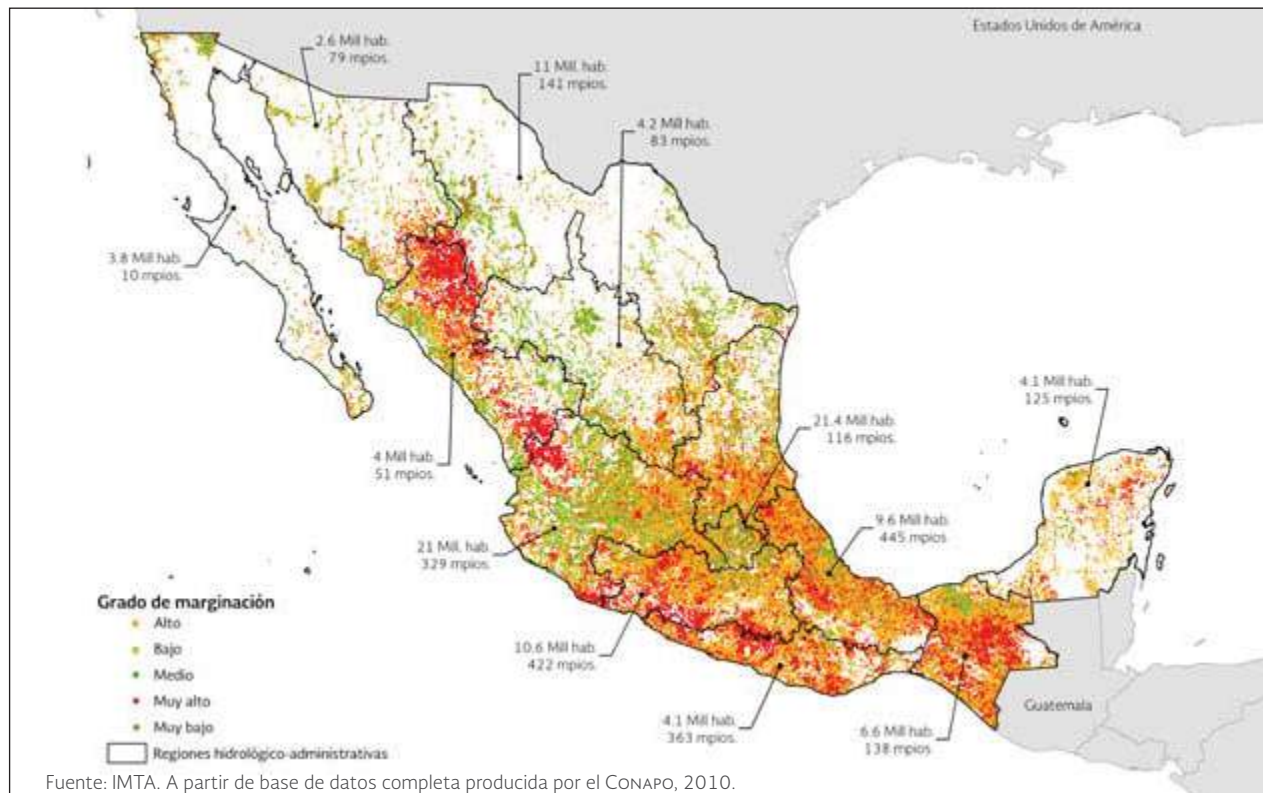 Estados Unidos de América
2.6 Mill hab.
79 mpios.
11 Mill. hab.
141 mpios.
4.2 Mill hab.
83 mpios.
3.8 Mill hab.
10 mpios.
4.1 Mill hab.
125 mpios.
21.4 Mill hab.
116 mpios.
4 Mill hab.
51 mpios.
9.6 Mill hab.
445 mpios.
21 Mill. hab.
329 mpios.
Grado de marginación
Alto
Bajo
Medio
Muy alto
Muy bajo
Regiones hidrológico-administrativas
10.6 Mill hab.
422 mpios.
4.1 Mill hab.
363 mpios.
6.6 Mill hab.
138 mpios
Guatemala
Fuente: IMTA. A partir de base de datos completa producida por el CONAPO, 2010.